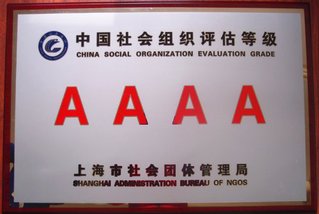 中国社会组织评估等级
CHINA SOCIAL ORGANIZATION EVALUATION GRADE
AAAA
上海市社会团体管理局
SHANGHAI ADMINISTRATION BUREAU OF NGOS